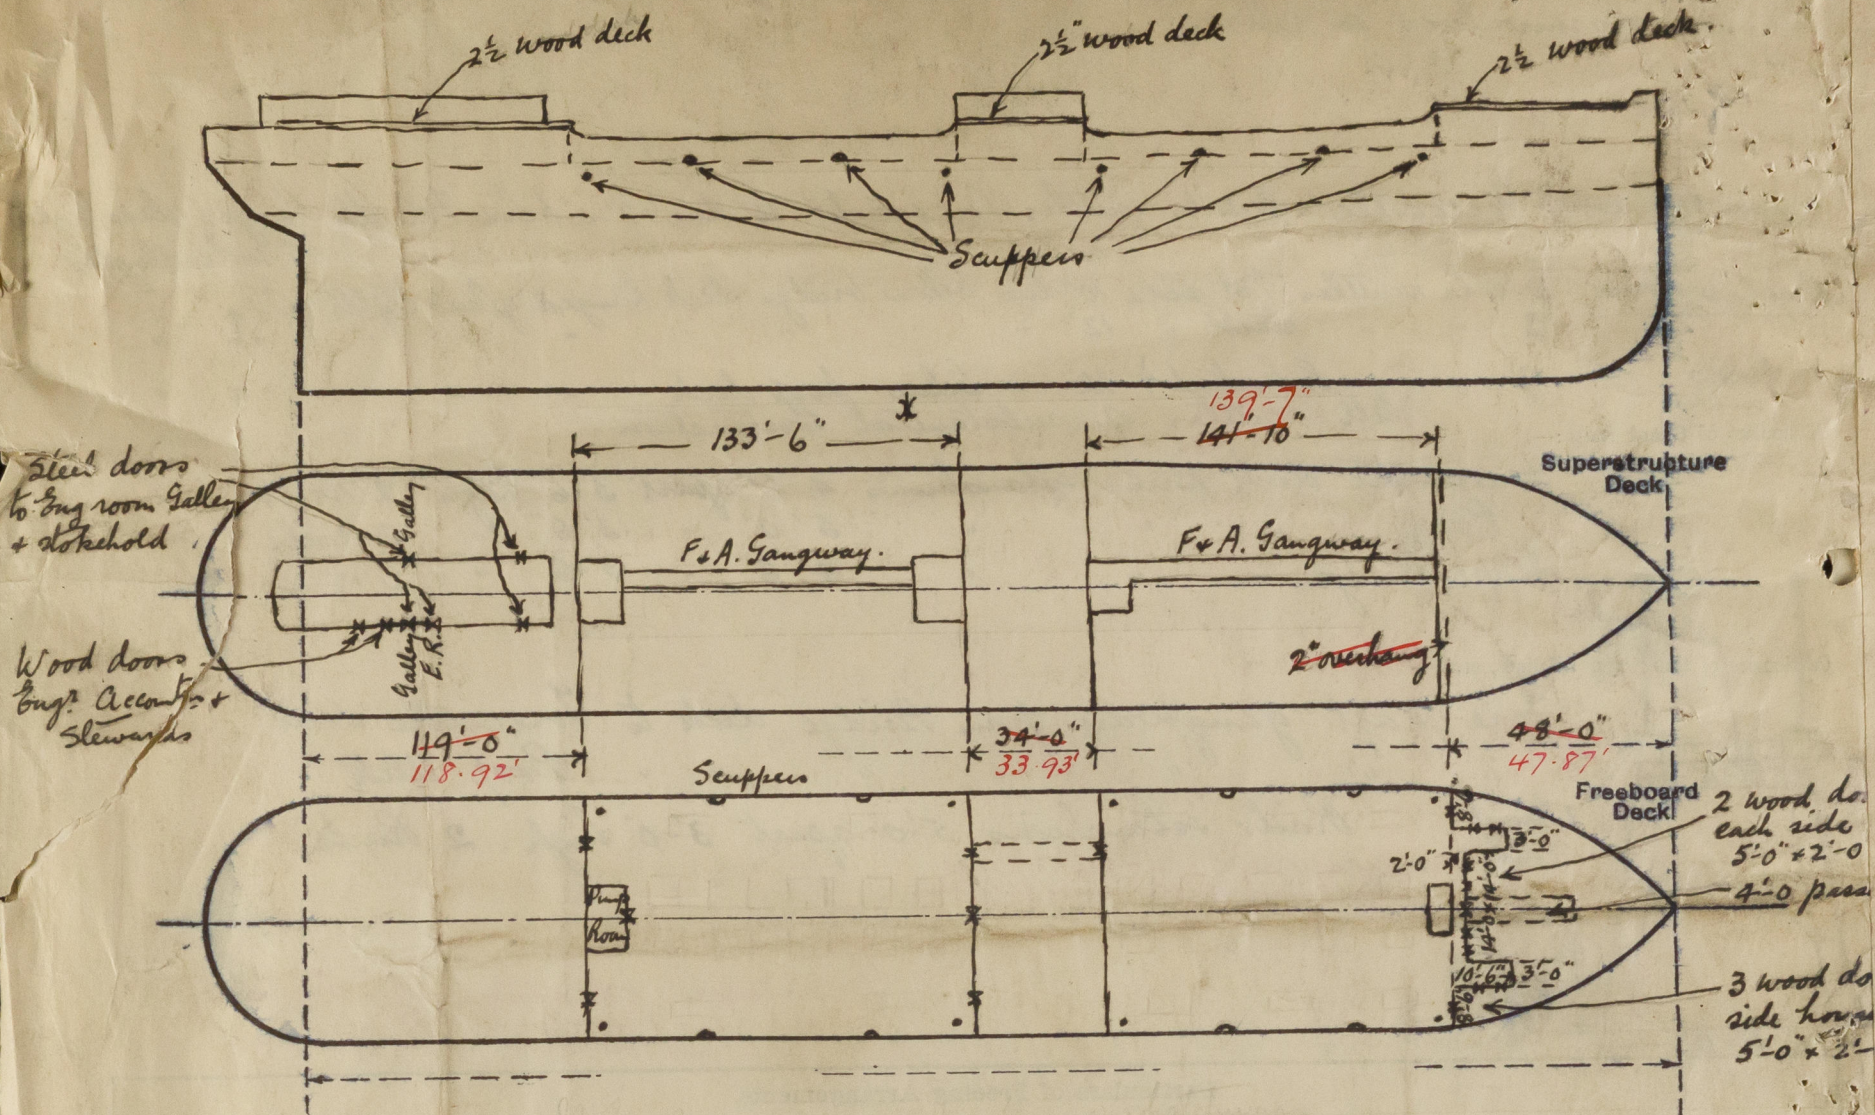 2½ wood deck
2½" wood deck
2½ wood deck.
Scuppers
133'-6"
139'-7"
141'-10"
Superstructure
Deck
Steel doors
to Eng room Galley
& stokehold
Galley
F & A. Gangway.
F & A. Gangway.
Galley
E.R.
2" overhang
Wood doors
Engr. Accomtn &
Stewards
119'-0"
118.92'
34'-0"
33.93'
48'-0"
47.87'
Scuppers
Freeboard
Deck
2 wood do
each side
5'-0" × 2'-0
3'-0"
2'-0"
4'-0 pass
Pump
Room
10'-6"
3'-0"
3 wood do
side hous
5'-0" × 2'-